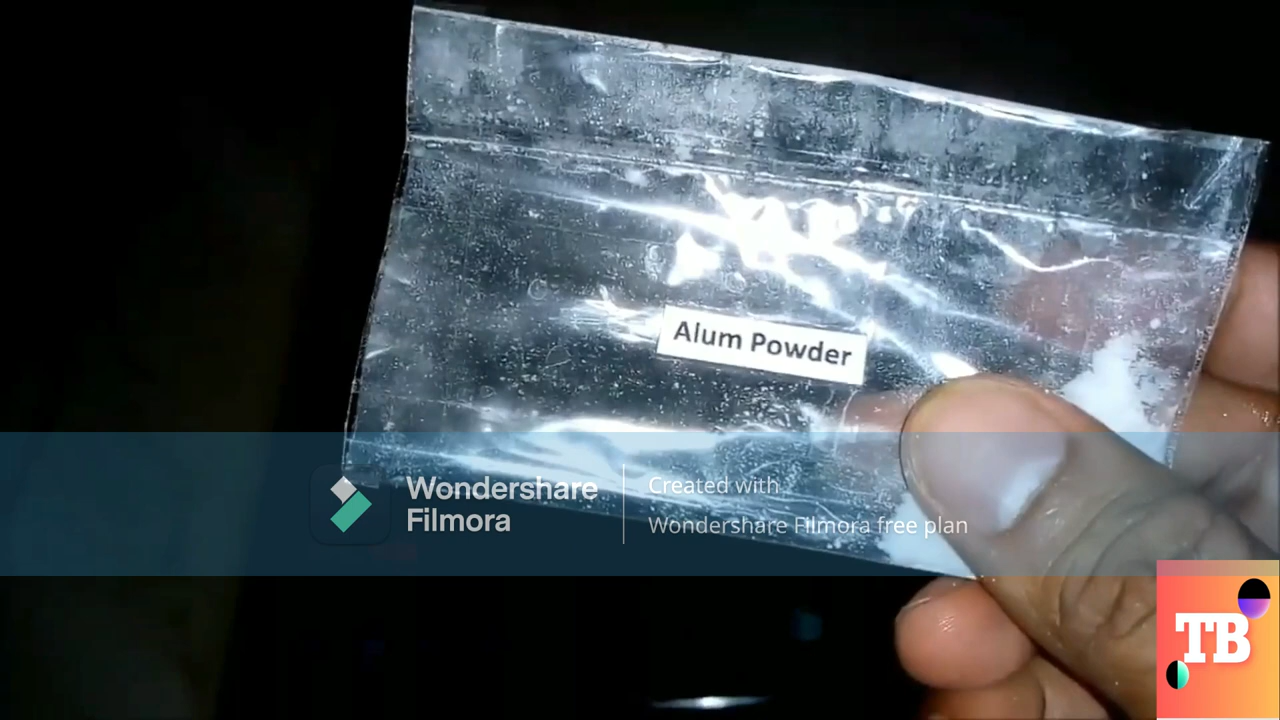 Alum Powder
Wondershare
Filmora
Created with
Wondershare Filmora free plan
TB